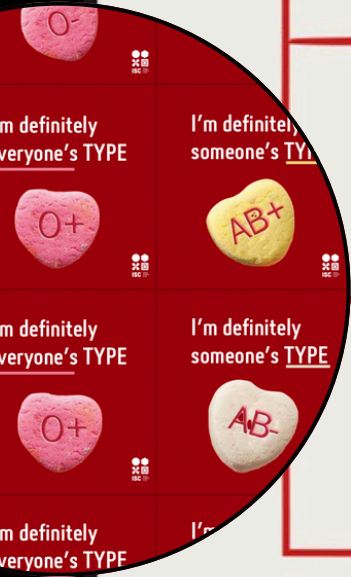 O-
ISC
m definitely
veryone's TYPE
O+
ISC
I'm definitely
someone's TYP
AB+
ISC
m definitely
veryone's TYPE
O+
ISC
I'm definitely
someone's TYPE
AB-
m definitely
veryone's TYPE
I'm